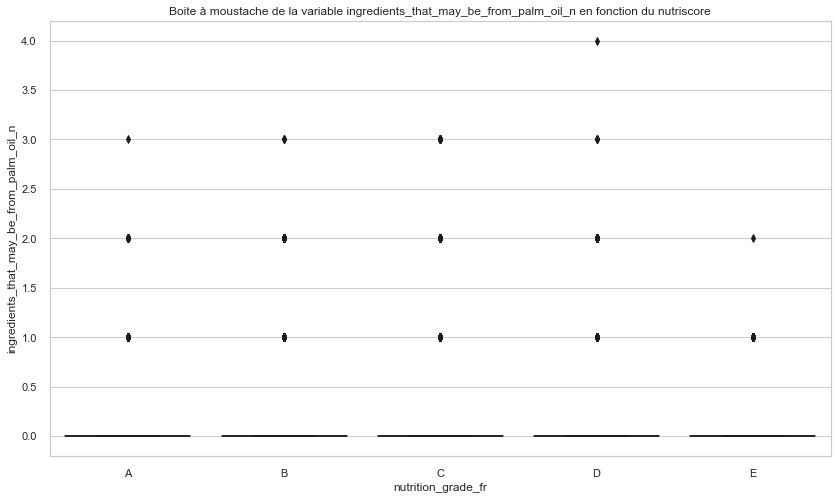 Boite à moustache de la variable ingredients_that_may_be_from_palm_oil_n en fonction du nutriscore
ingredients_that_may_be_from_palm_oil_n
4.0
3.5
3.0
2.5
2.0
1.5
1.0
0.5
0.0
A B C D E
nutrition_grade_fr